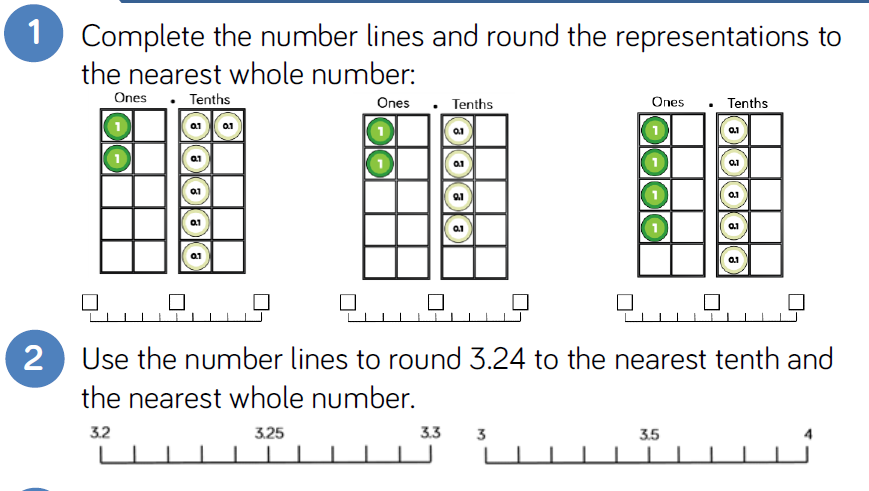 1 Complete the number lines and round the representations to
the nearest whole number:
Ones . Tenths Ones . Tenths Ones . Tenths
1 0.1 0.1 1 0.1 1 0.1
1 0.1 1 0.1 1 0.1
0.1 0.1 1 0.1
0.1 0.1 1 0.1
0.1 0.1
2 Use the number lines to round 3.24 to the nearest tenth and
the nearest whole number.
3.2 3.25 3.3 3 3.5 4